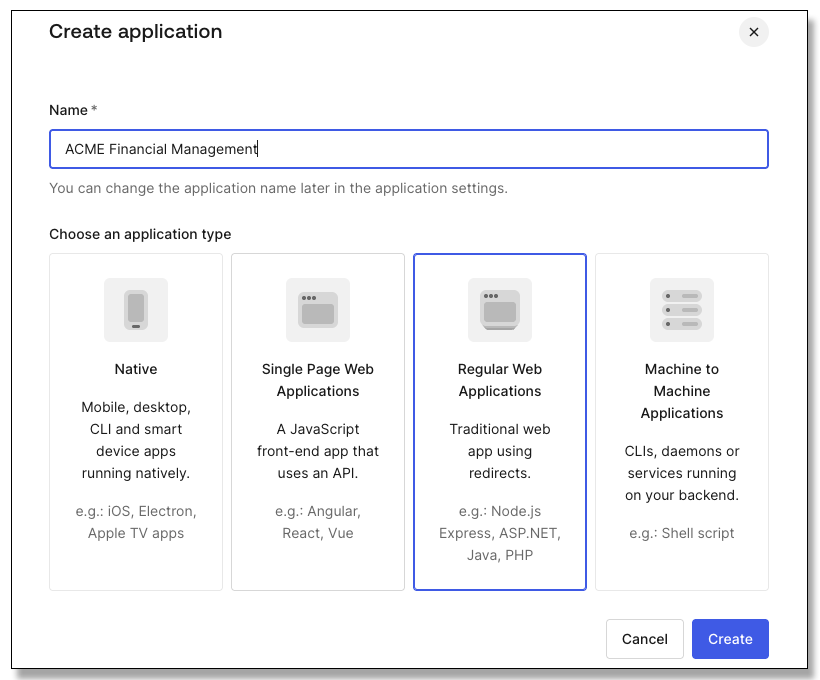 Create application
Name *
ACME Financial Management
You can change the application name later in the application settings.
Choose an application type
Native
Mobile, desktop,
CLI and smart
device apps
running natively.
e.g.: iOS, Electron,
Apple TV apps
Single Page Web
Applications
A JavaScript
front-end app that
uses an API.
e.g.: Angular,
React, Vue
Regular Web
Applications
Traditional web
app using
redirects.
e.g.: Node.js
Express, ASP.NET,
Java, PHP
Machine to
Machine
Applications
CLIs, daemons or
services running
on your backend.
e.g.: Shell script
Cancel
Create